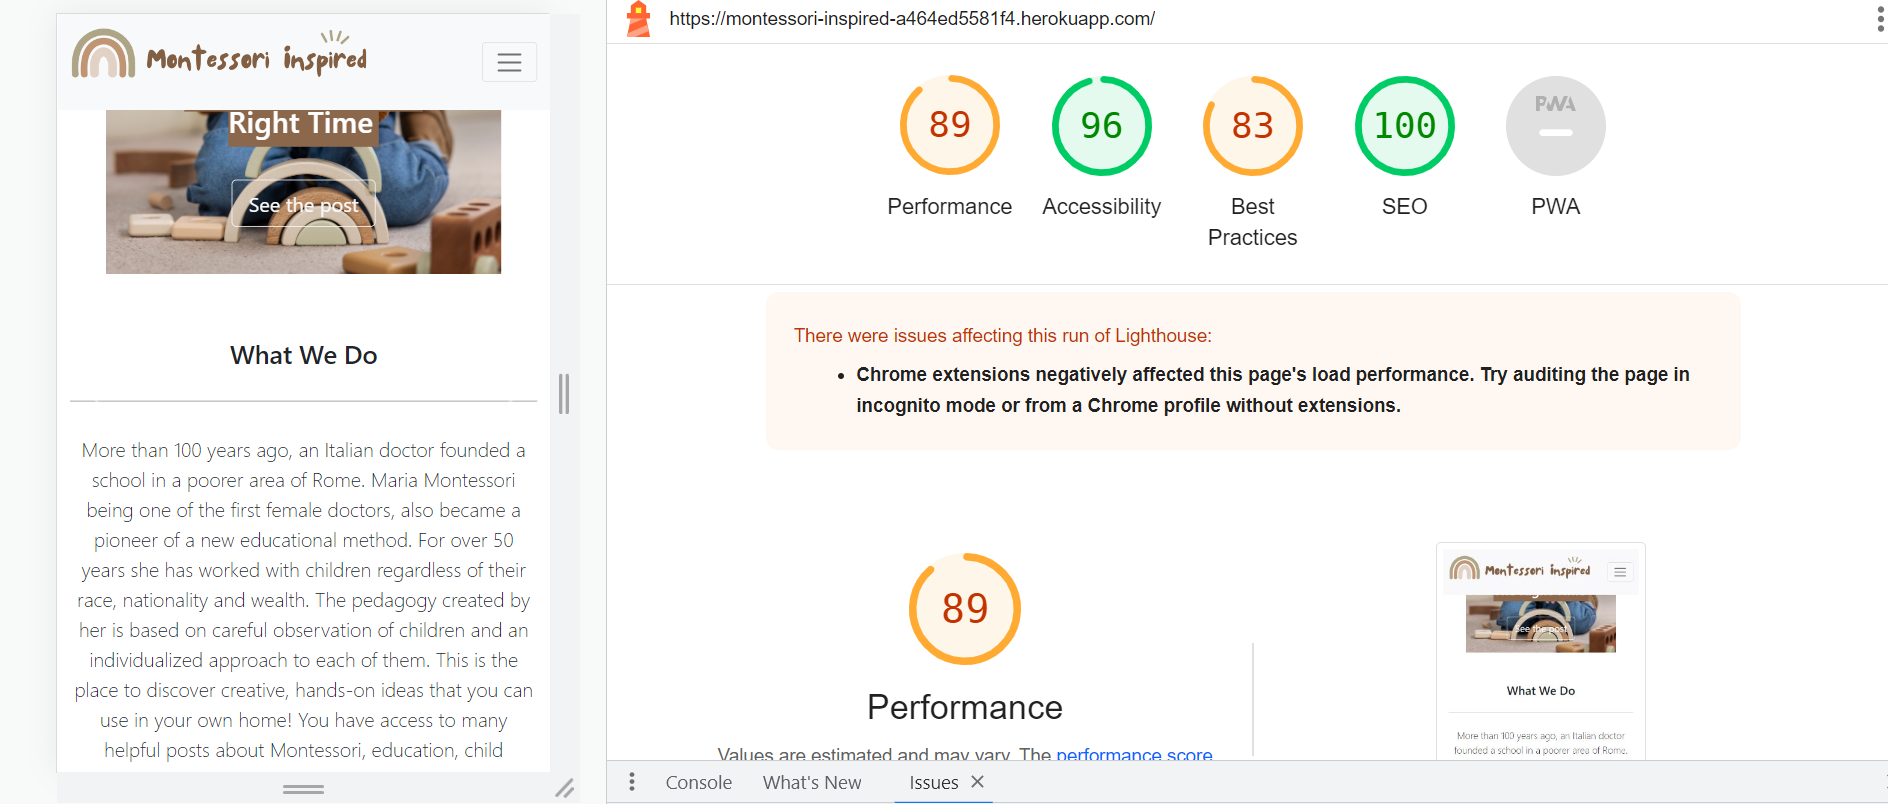 Montessori inspired
Right Time
See the post
What We Do
More than 100 years ago, an Italian doctor founded a
school in a poorer area of Rome. Maria Montessori
being one of the first female doctors, also became a
pioneer of a new educational method. For over 50
years she has worked with children regardless of their
race, nationality and wealth. The pedagogy created by
her is based on careful observation of children and an
individualized approach to each of them. This is the
place to discover creative, hands-on ideas that you can
use in your own home! You have access to many
helpful posts about Montessori, education, child
https://montessori-inspired-a464ed5581f4.herokuapp.com/
89
96
83
100
PWA
Performance
Accessibility
Best
Practices
SEO
PWA
There were issues affecting this run of Lighthouse:
• Chrome extensions negatively affected this page's load performance. Try auditing the page in
incognito mode or from a Chrome profile without extensions.
89
Performance
Values are estimated and may vary. The performance score
Montessori inspired
See the post
What We Do
More than 100 years ago, an Italian doctor
founded a school in a poorer area of Rome.
Console
What's New
Issues